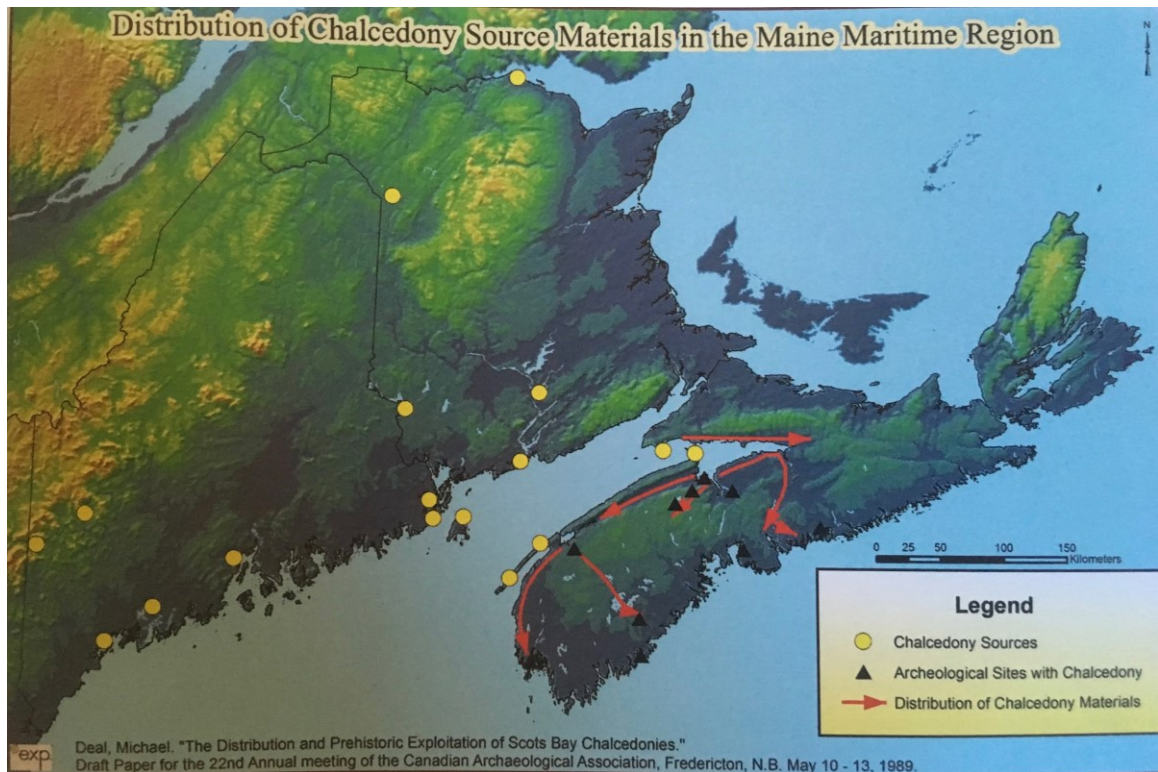 Distribution of Chalcedony Source Materials in the Maine Maritime Region
N
0 25 50 100 150
Kilometers
Legend
Chalcedony Sources
Archeological Sites with Chalcedony
Distribution of Chalcedony Materials
exp.
Deal, Michael. "The Distribution and Prehistoric Exploitation of Scots Bay Chalcedonies."
Draft Paper for the 22nd Annual meeting of the Canadian Archaeological Association, Fredericton, N.B. May 10 - 13, 1989.